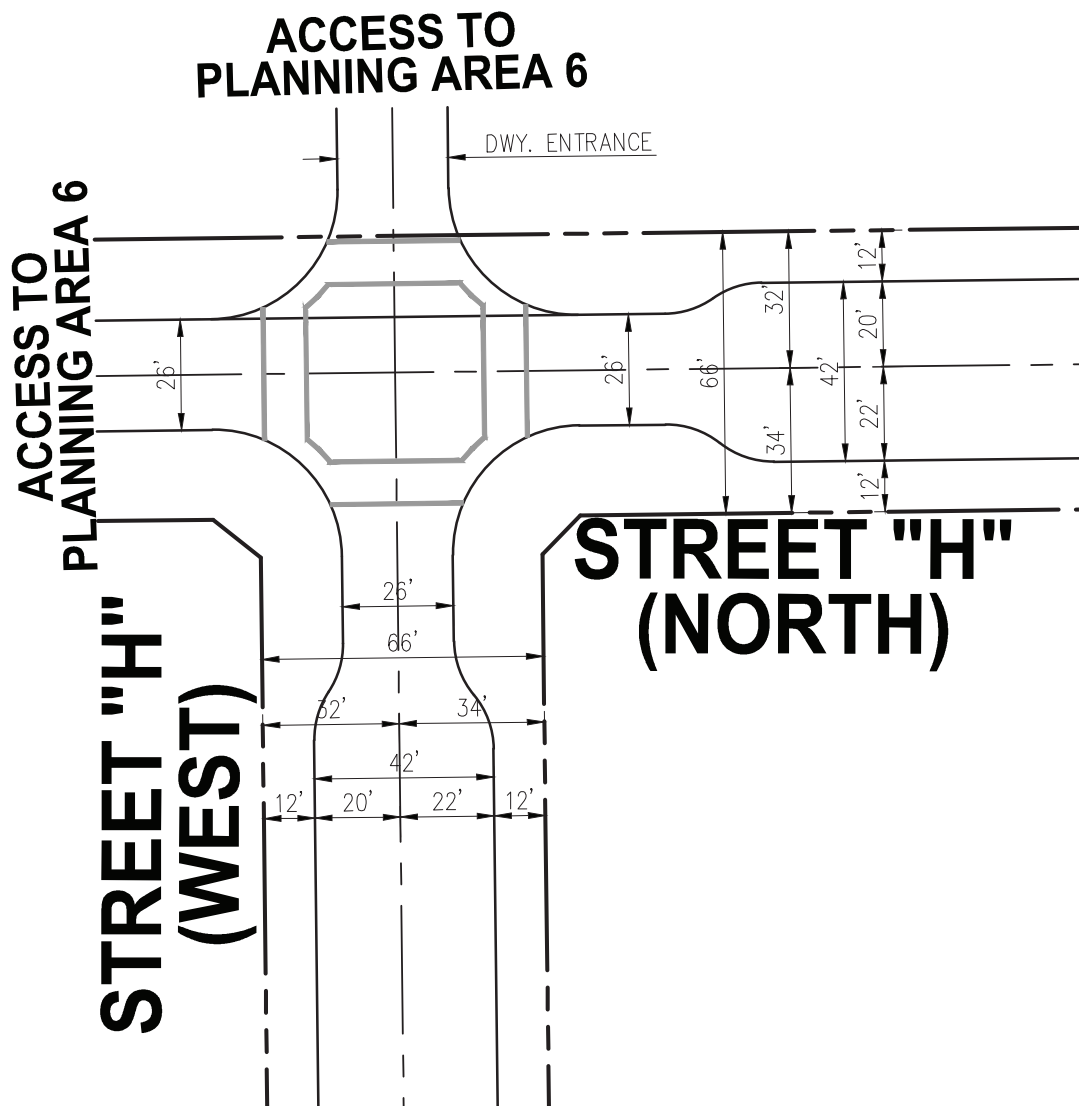 ACCESS TO
PLANNING AREA 6
DWY. ENTRANCE
ACCESS TO
PLANNING AREA 6
12'
32'
20'
26'
26'
66'
42'
22'
34'
12'
STREET "H"
(NORTH)
26'
66'
32'
34'
42'
12'
20'
22'
12'
STREET "H"
(WEST)